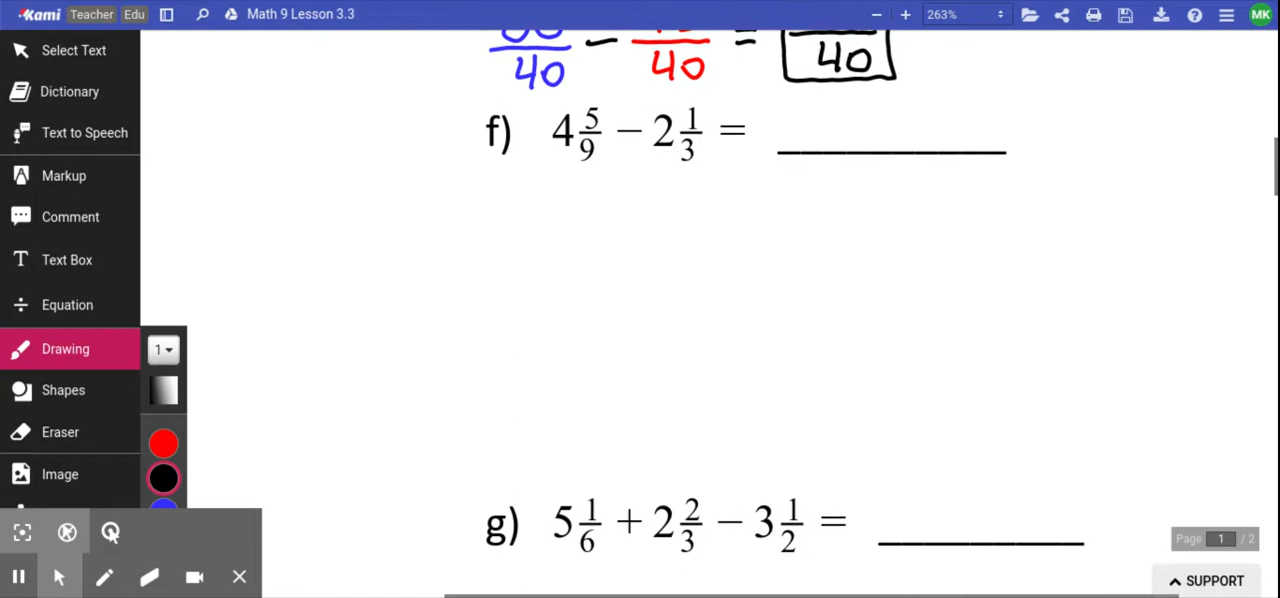 Kami Teacher Edu Math 9 Lesson 3.3 − + 263% MK
Select Text
Dictionary
Text to Speech
Markup
Comment
Text Box
Equation
Drawing
Shapes
Eraser
Image
1
/40 − /40 = /40
f) 4 5/9 − 2 1/3 = __________
g) 5 1/6 + 2 2/3 − 3 1/2 = _________
Page 1 / 2
SUPPORT